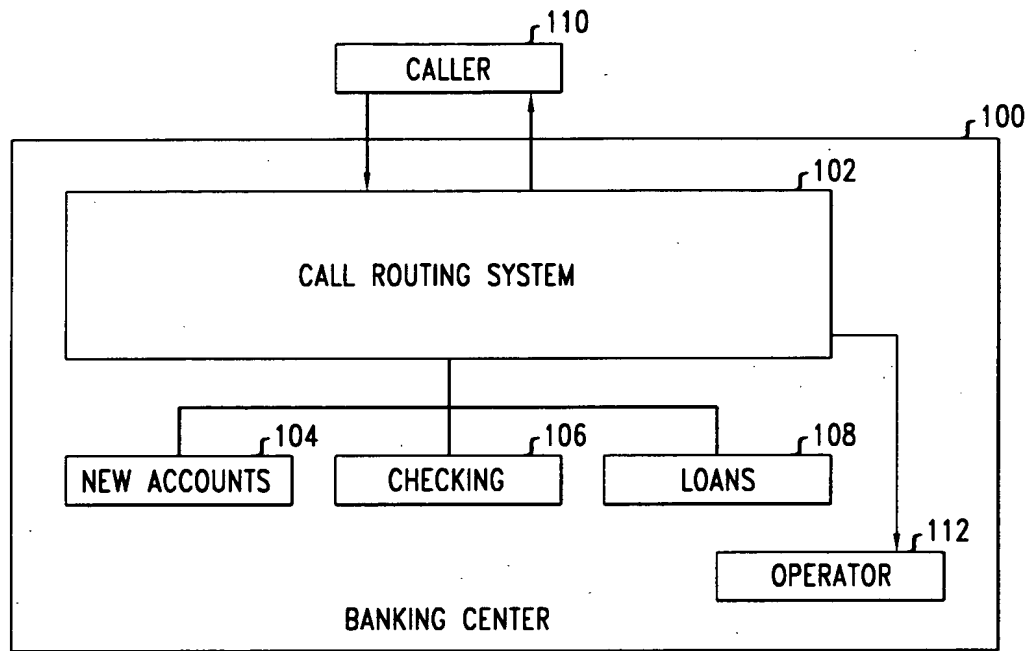 110
CALLER
100
102
CALL ROUTING SYSTEM
104
106
108
NEW ACCOUNTS
CHECKING
LOANS
112
OPERATOR
BANKING CENTER